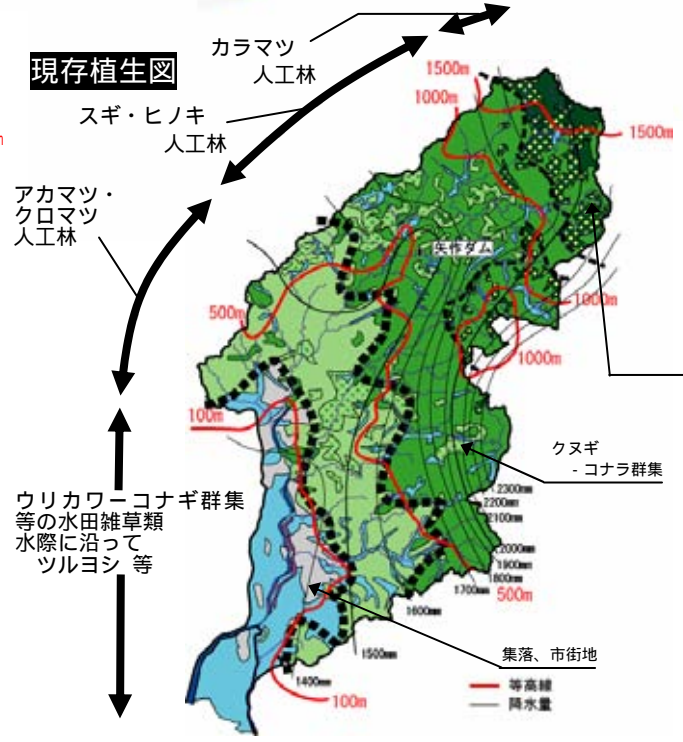 現存植生図
カラマツ
人工林
スギ・ヒノキ
人工林
アカマツ・
クロマツ
人工林
ウリカワーコナギ群集
等の水田雑草類
水際に沿って
ツルヨシ 等
1500m
1000m
1500m
矢作ダム
500m
1000m
1000m
100m
クヌギ
- コナラ群集
2300mm
2200mm
2100mm
2000mm
1900mm
1800mm
1700mm
500m
1600mm
1500mm
1400mm
100m
集落、市街地
等高線
降水量